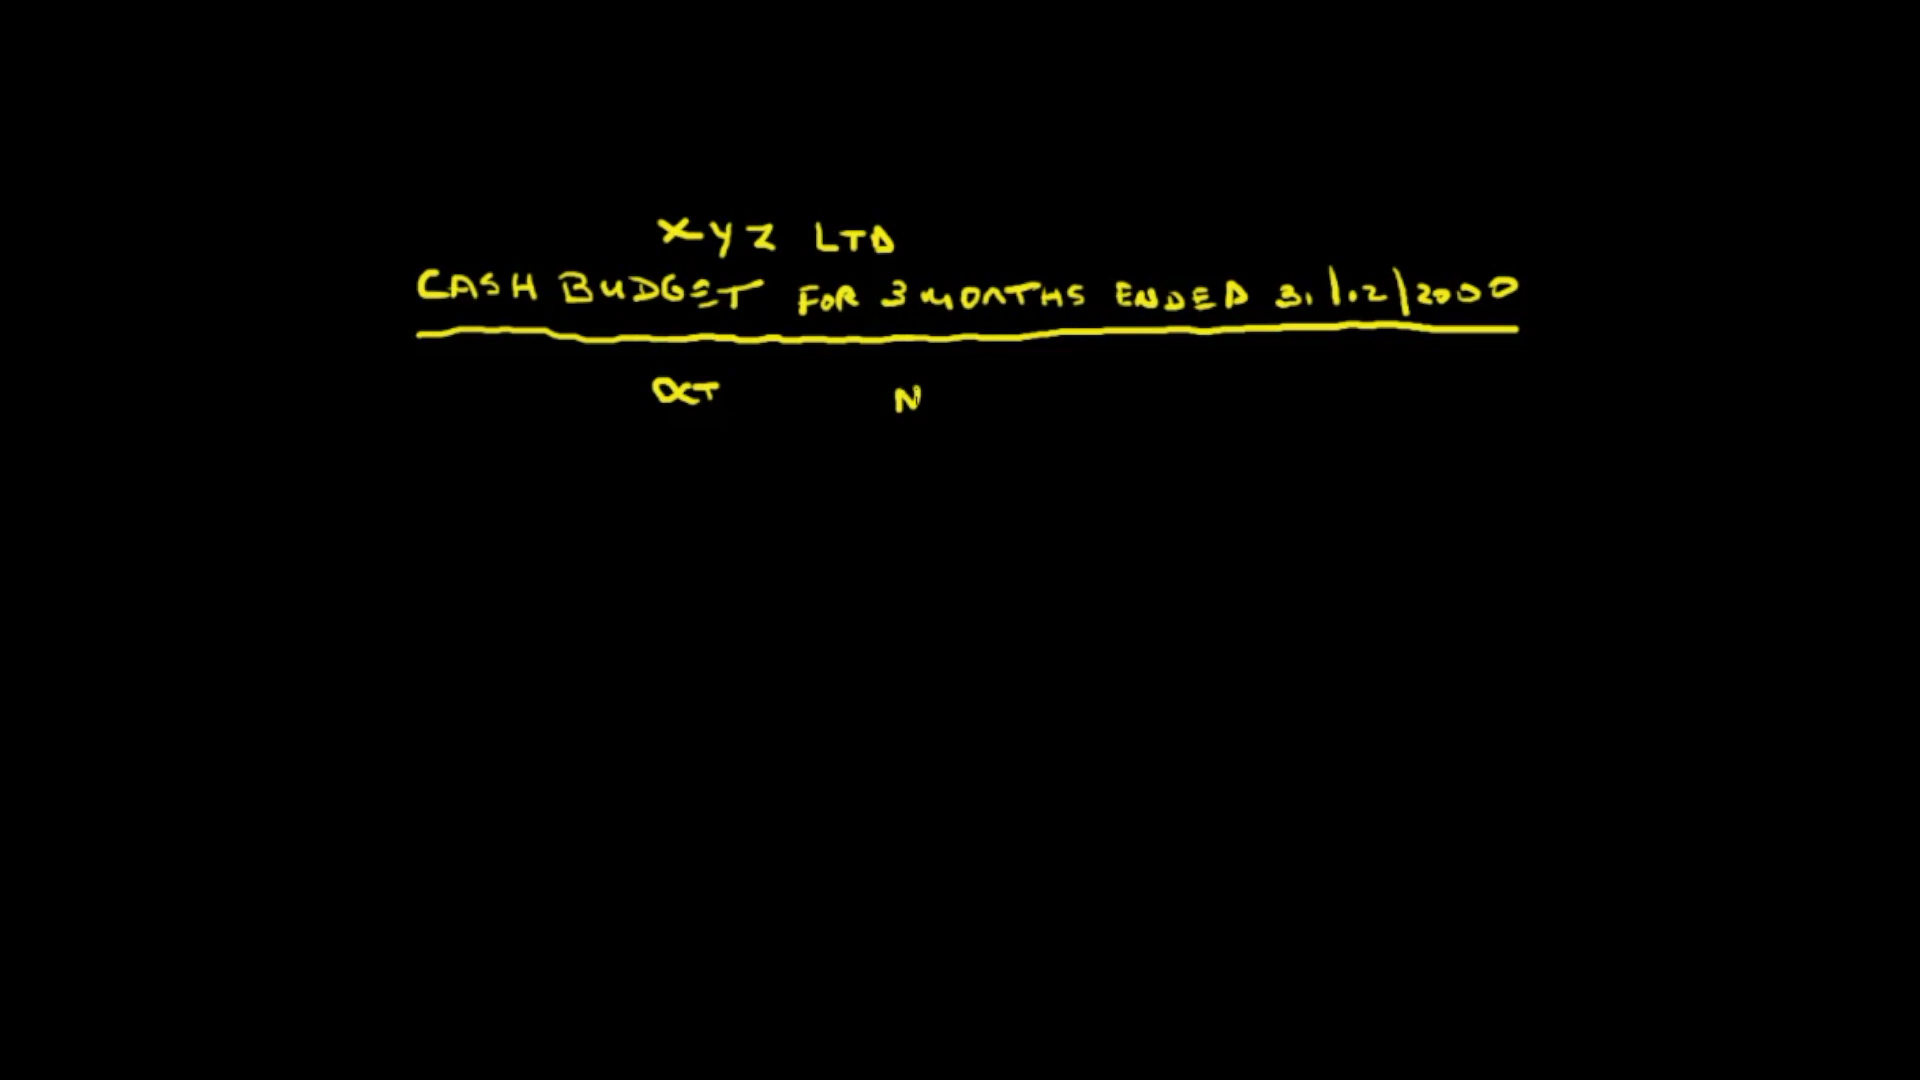 XYZ LTD
CASH BUDGET FOR 3 MONTHS ENDED 31/12/2000
OCT N